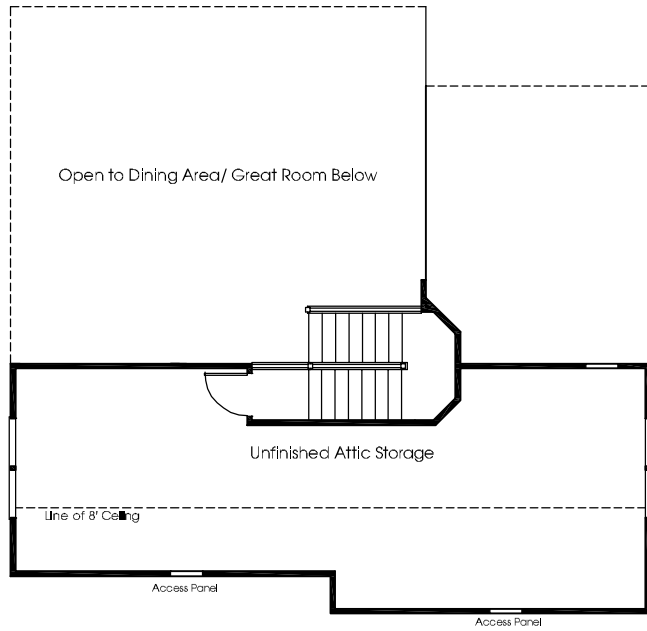 Open to Dining Area/ Great Room Below
Unfinished Attic Storage
Line of 8' Ceiling
Access Panel
Access Panel